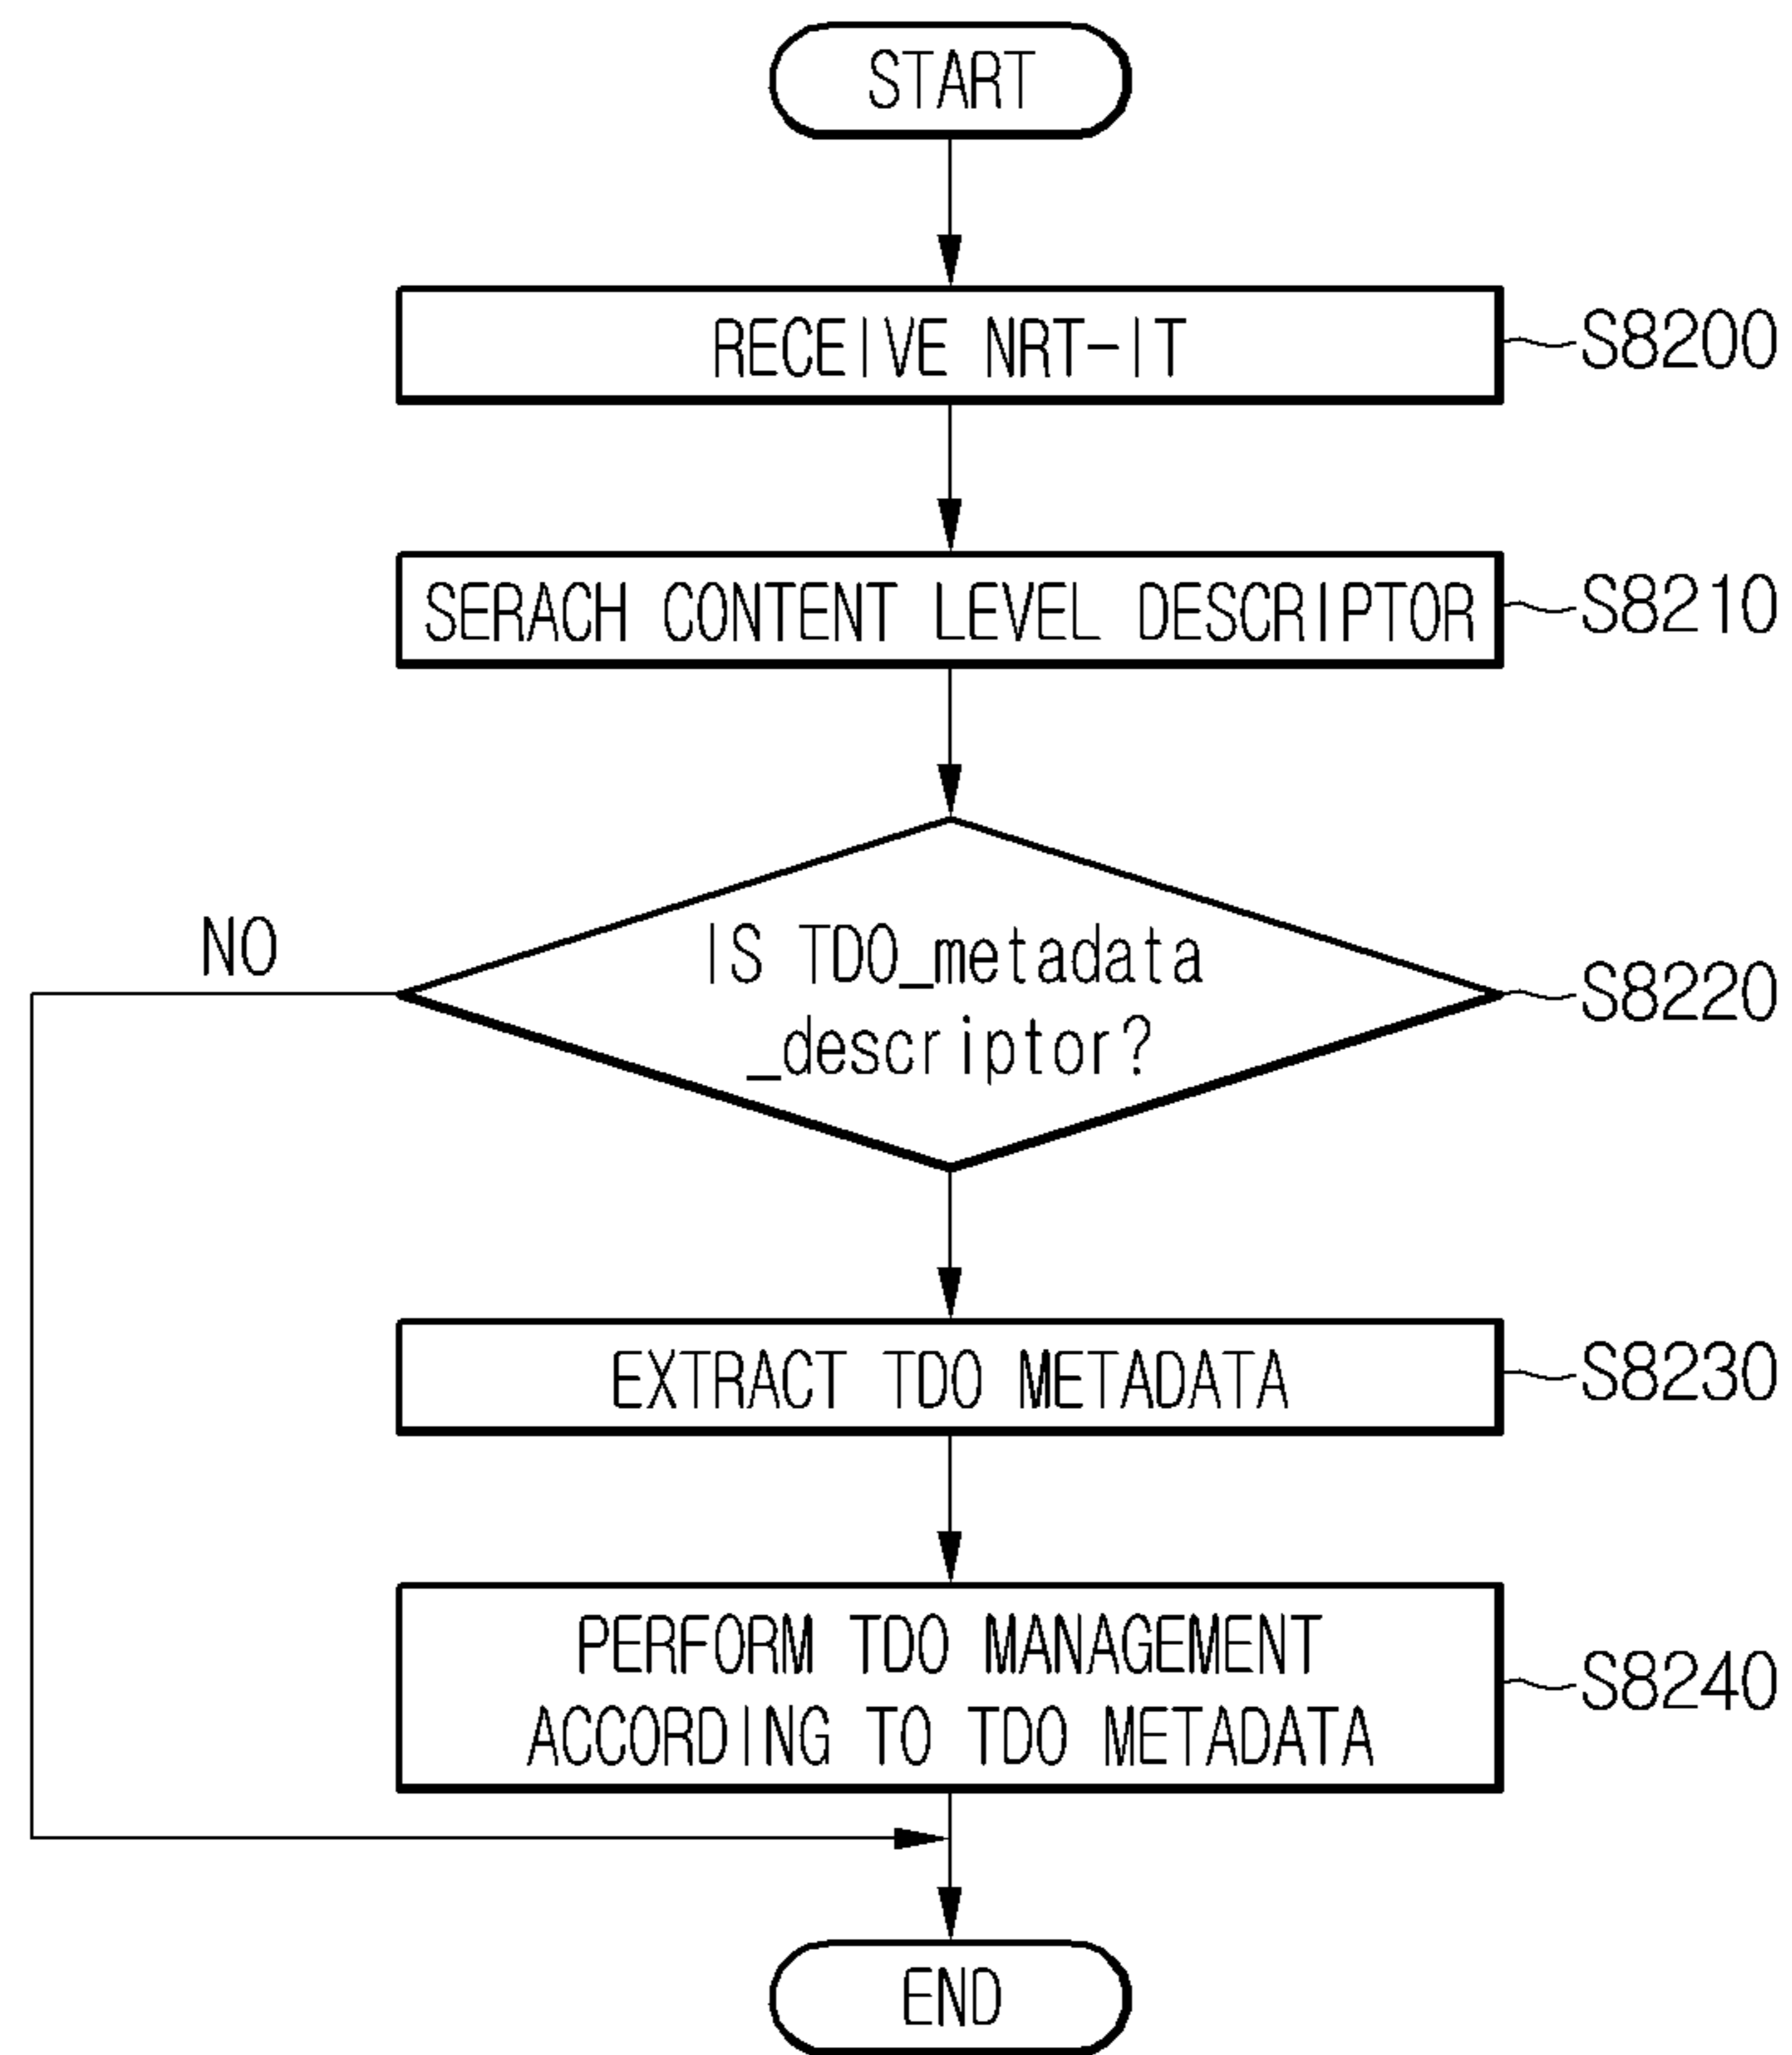 START
RECEIVE NRT-IT
S8200
SERACH CONTENT LEVEL DESCRIPTOR
S8210
NO
IS TDO_metadata
_descriptor?
S8220
EXTRACT TDO METADATA
S8230
PERFORM TDO MANAGEMENT
ACCORDING TO TDO METADATA
S8240
END